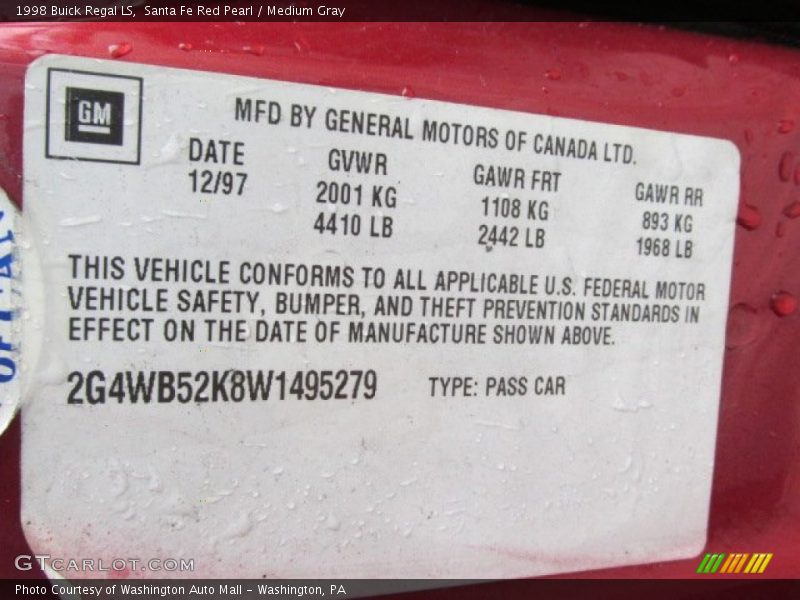 1998 Buick Regal LS, Santa Fe Red Pearl / Medium Gray
GM
MFD BY GENERAL MOTORS OF CANADA LTD.
DATE GVWR GAWR FRT GAWR RR
12/97 2001 KG 1108 KG 893 KG
4410 LB 2442 LB 1968 LB
THIS VEHICLE CONFORMS TO ALL APPLICABLE U.S. FEDERAL MOTOR
VEHICLE SAFETY, BUMPER, AND THEFT PREVENTION STANDARDS IN
EFFECT ON THE DATE OF MANUFACTURE SHOWN ABOVE.
2G4WB52K8W1495279 TYPE: PASS CAR
GTCARLOT.COM
Photo Courtesy of Washington Auto Mall – Washington, PA